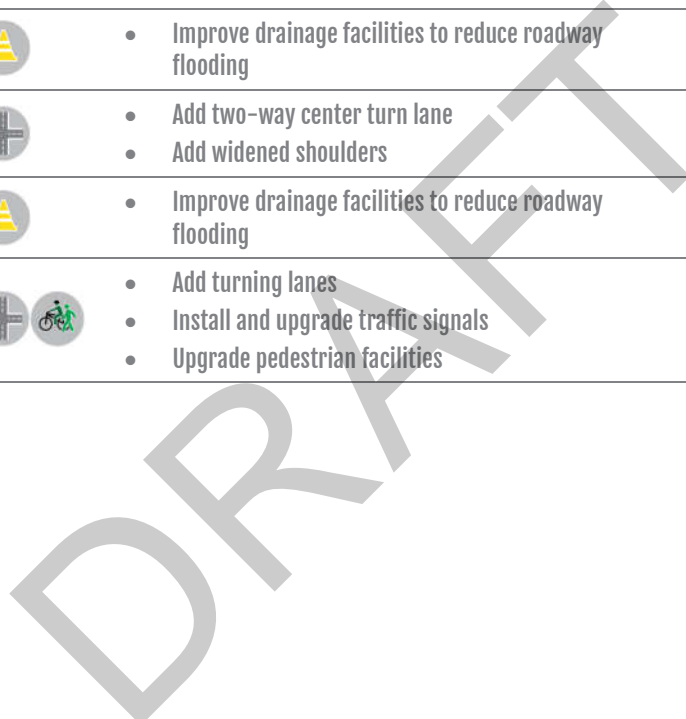 • Improve drainage facilities to reduce roadway
flooding
• Add two-way center turn lane
• Add widened shoulders
• Improve drainage facilities to reduce roadway
flooding
• Add turning lanes
• Install and upgrade traffic signals
• Upgrade pedestrian facilities
DRAFT